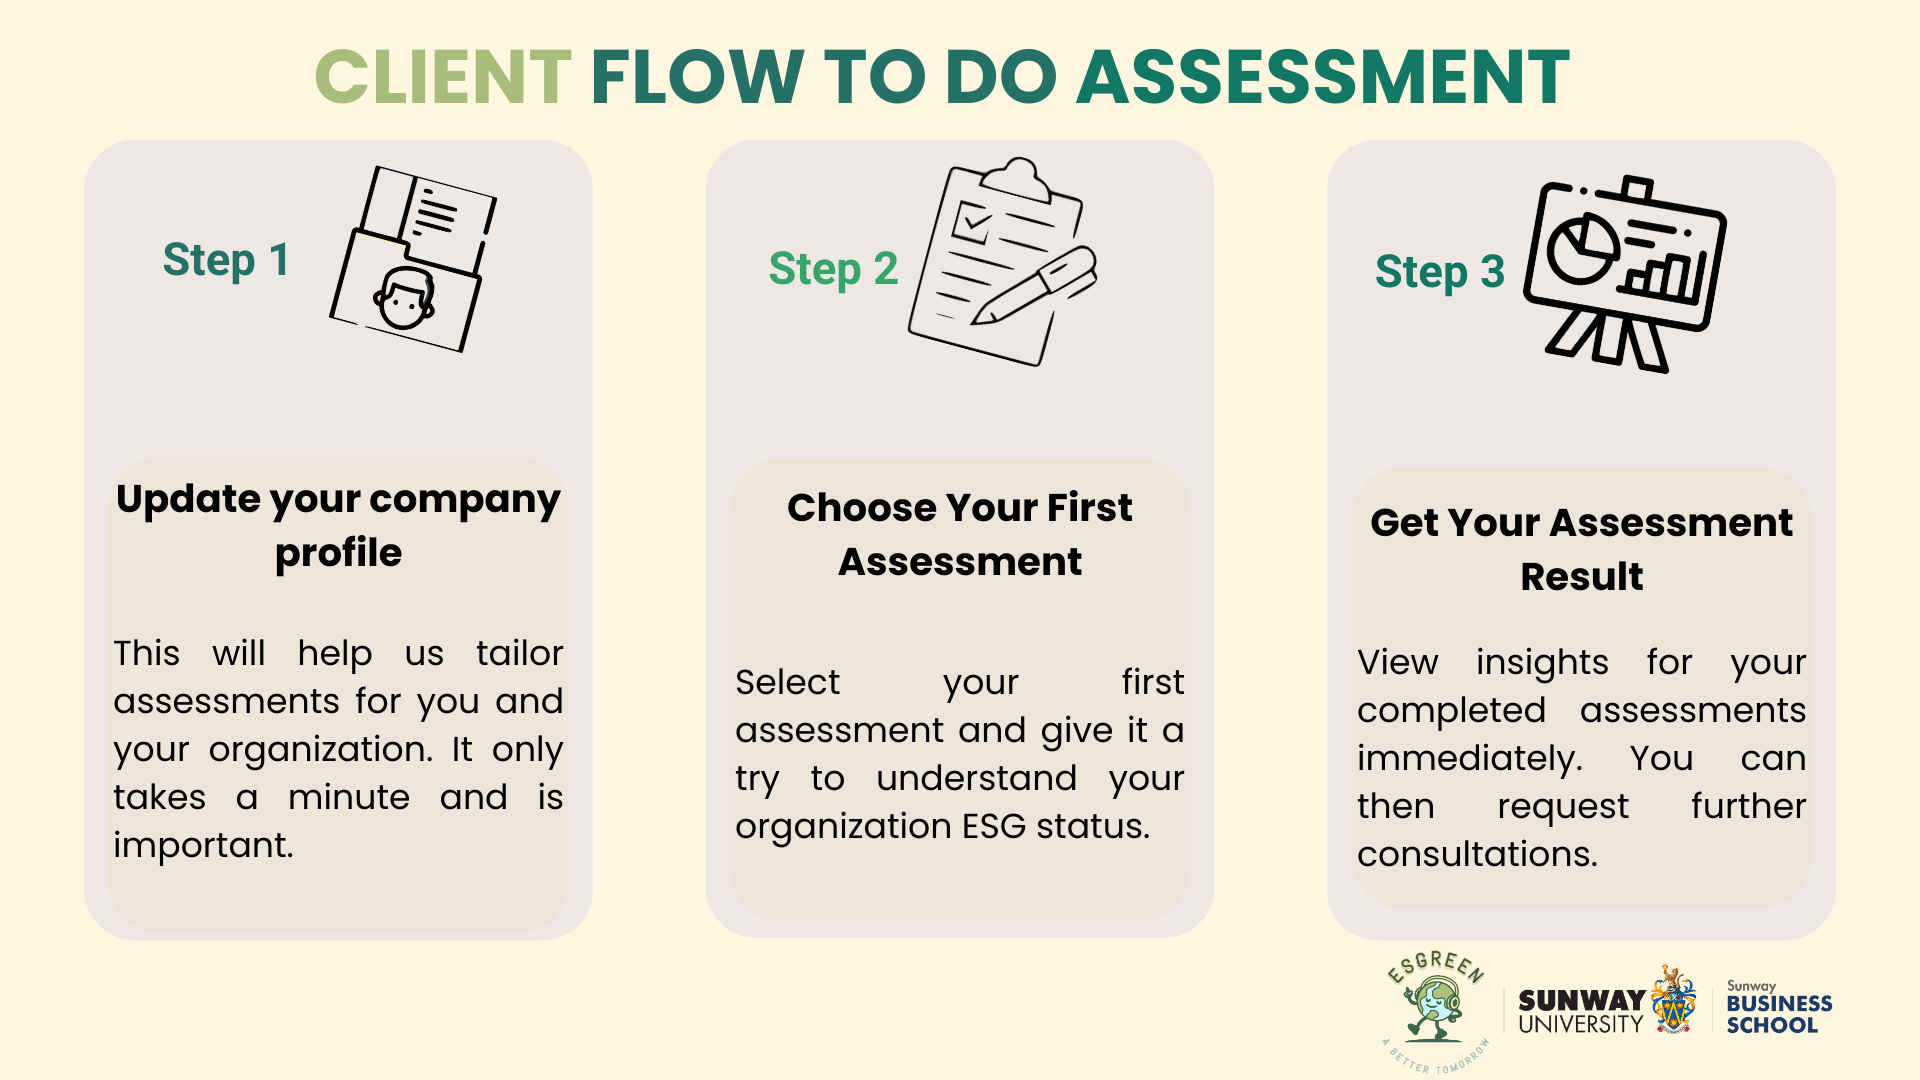 CLIENT FLOW TO DO ASSESSMENT
Step 1
Update your company
profile
This will help us tailor
assessments for you and
your organization. It only
takes a minute and is
important.
Step 2
Choose Your First
Assessment
Select your first
assessment and give it a
try to understand your
organization ESG status.
Step 3
Get Your Assessment
Result
View insights for your
completed assessments
immediately. You can
then request further
consultations.
ESGREEN
A BETTER TOMORROW
SUNWAY
UNIVERSITY
Sunway
BUSINESS
SCHOOL